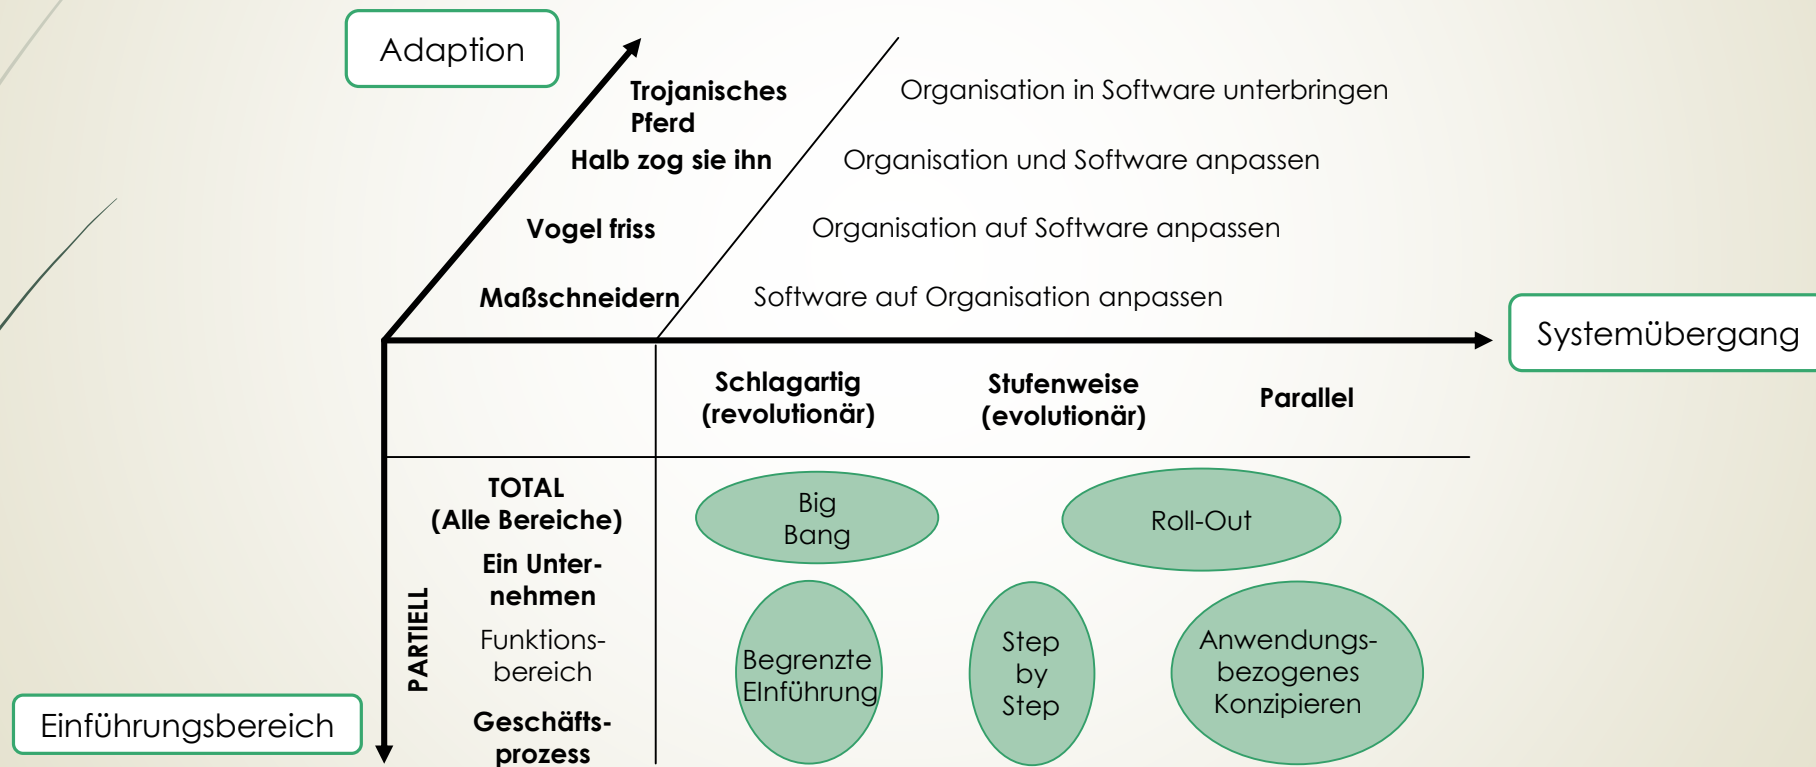 Adaption
Trojanisches
Pferd
Organisation in Software unterbringen
Halb zog sie ihn
Organisation und Software anpassen
Vogel friss
Organisation auf Software anpassen
Maßschneidern
Software auf Organisation anpassen
Systemübergang
Schlagartig
(revolutionär)
Stufenweise
(evolutionär)
Parallel
TOTAL
(Alle Bereiche)
Big
Bang
Roll-Out
PARTIELL
Ein Unter-
nehmen
Funktions-
bereich
Geschäfts-
prozess
Begrenzte
EInführung
Step
by
Step
Anwendungs-
bezogenes
Konzipieren
Einführungsbereich